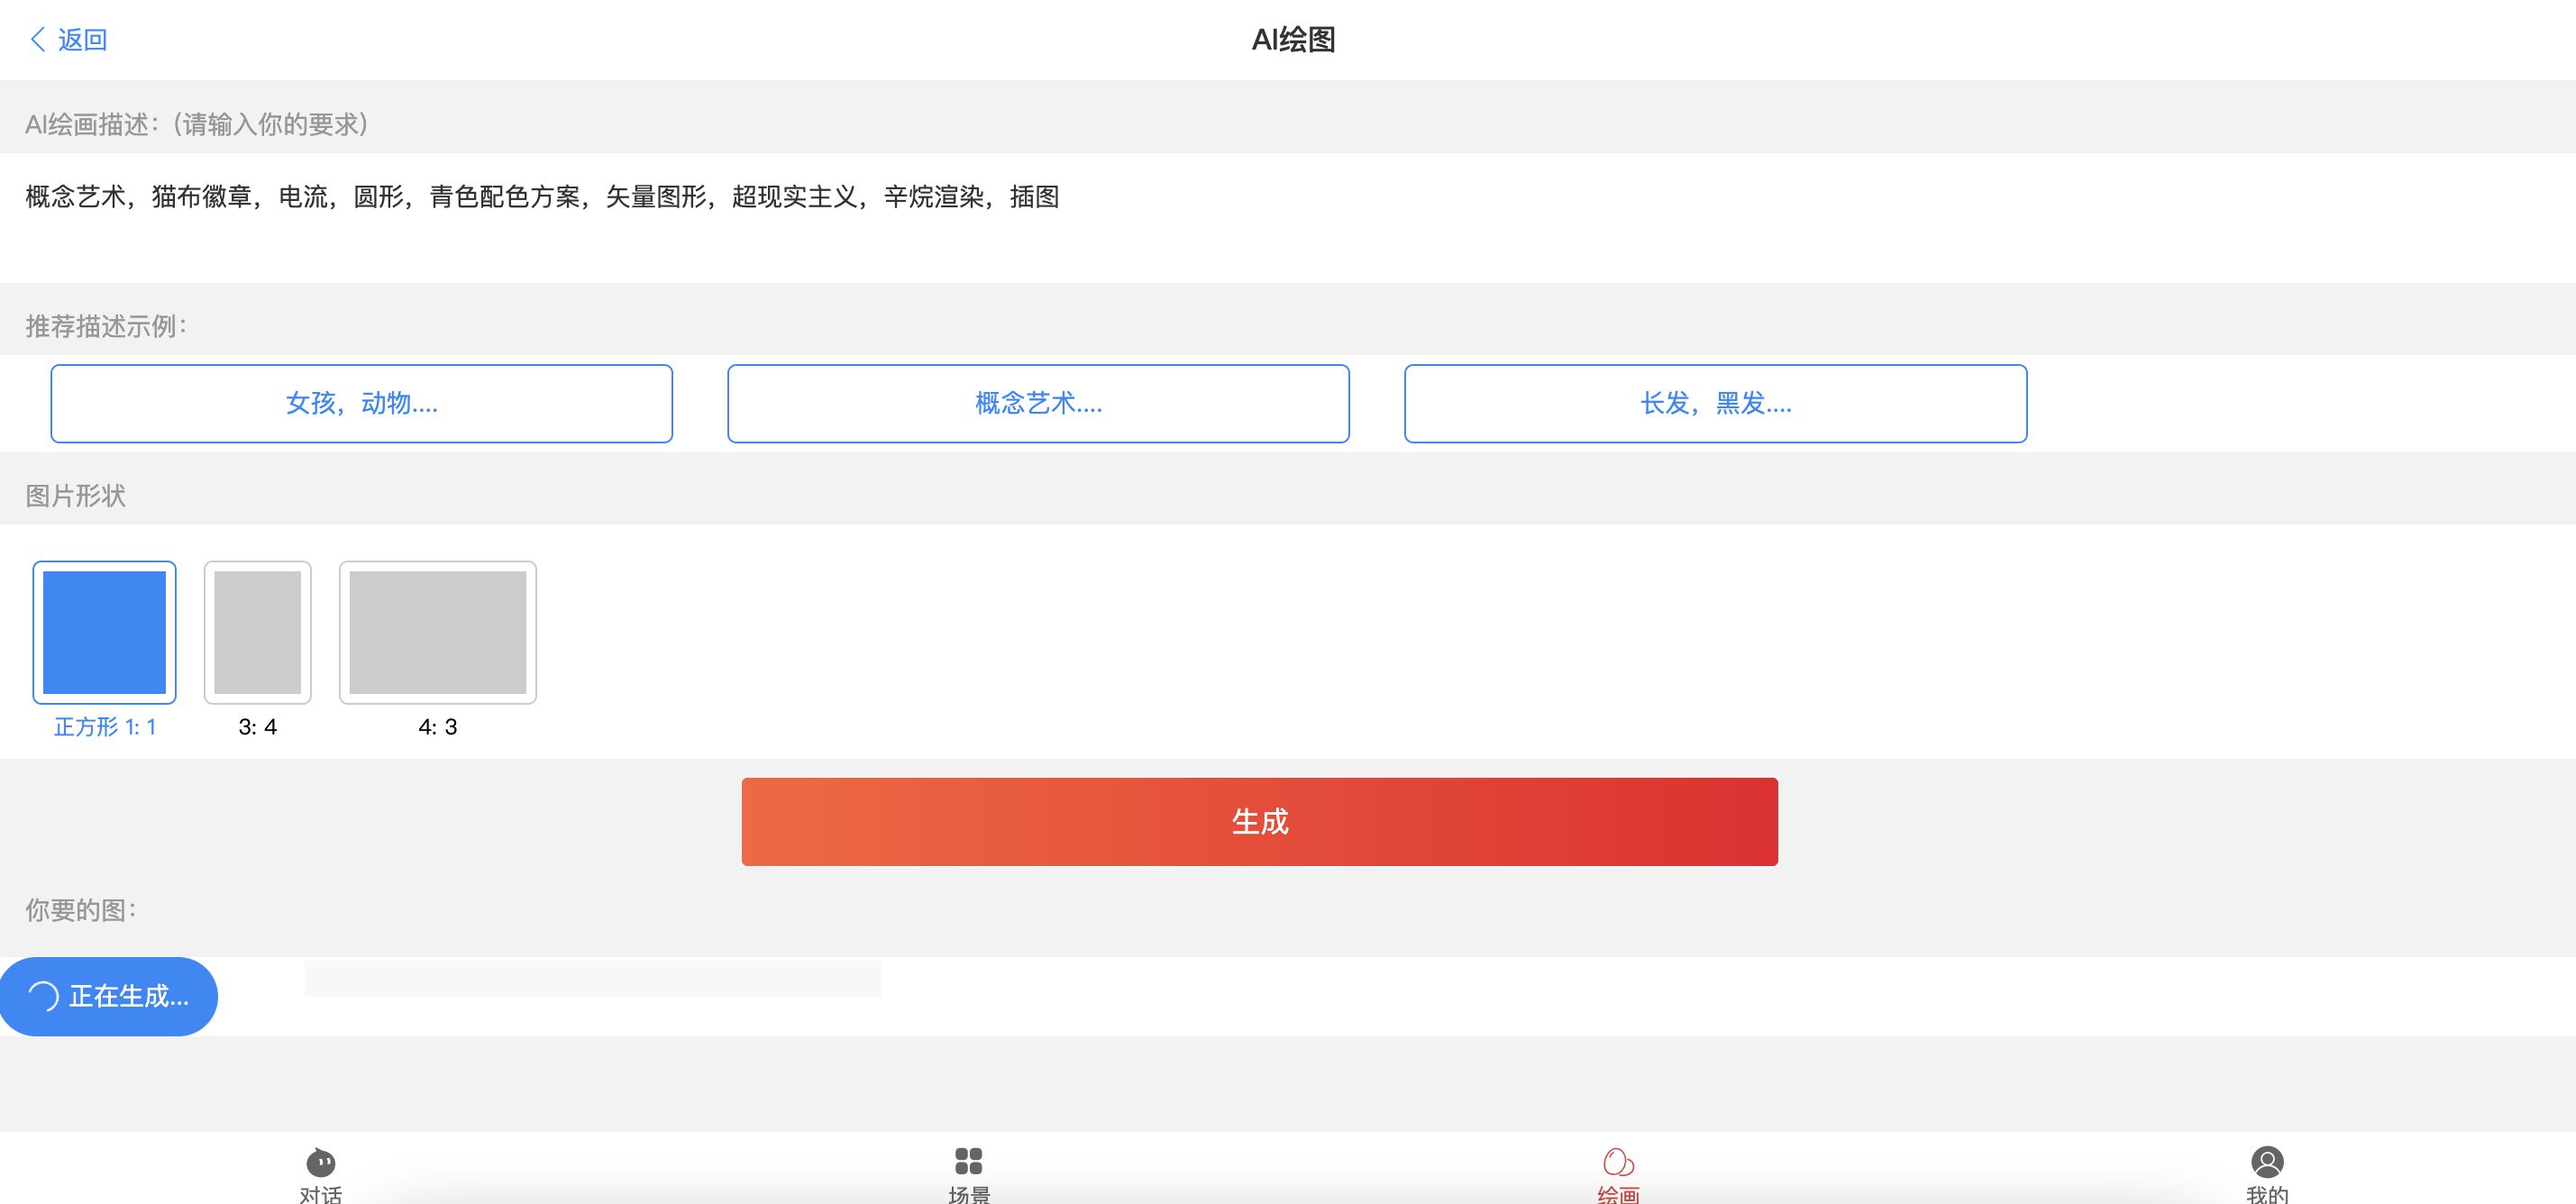 返回
AI绘图
AI绘画描述：（请输入你的要求）
概念艺术，猫布徽章，电流，圆形，青色配色方案，矢量图形，超现实主义，辛烷渲染，插图
推荐描述示例：
女孩，动物.... 概念艺术.... 长发，黑发....
图片形状
正方形 1: 1 3: 4 4: 3
生成
你要的图：
正在生成...
对话 场景 绘画 我的